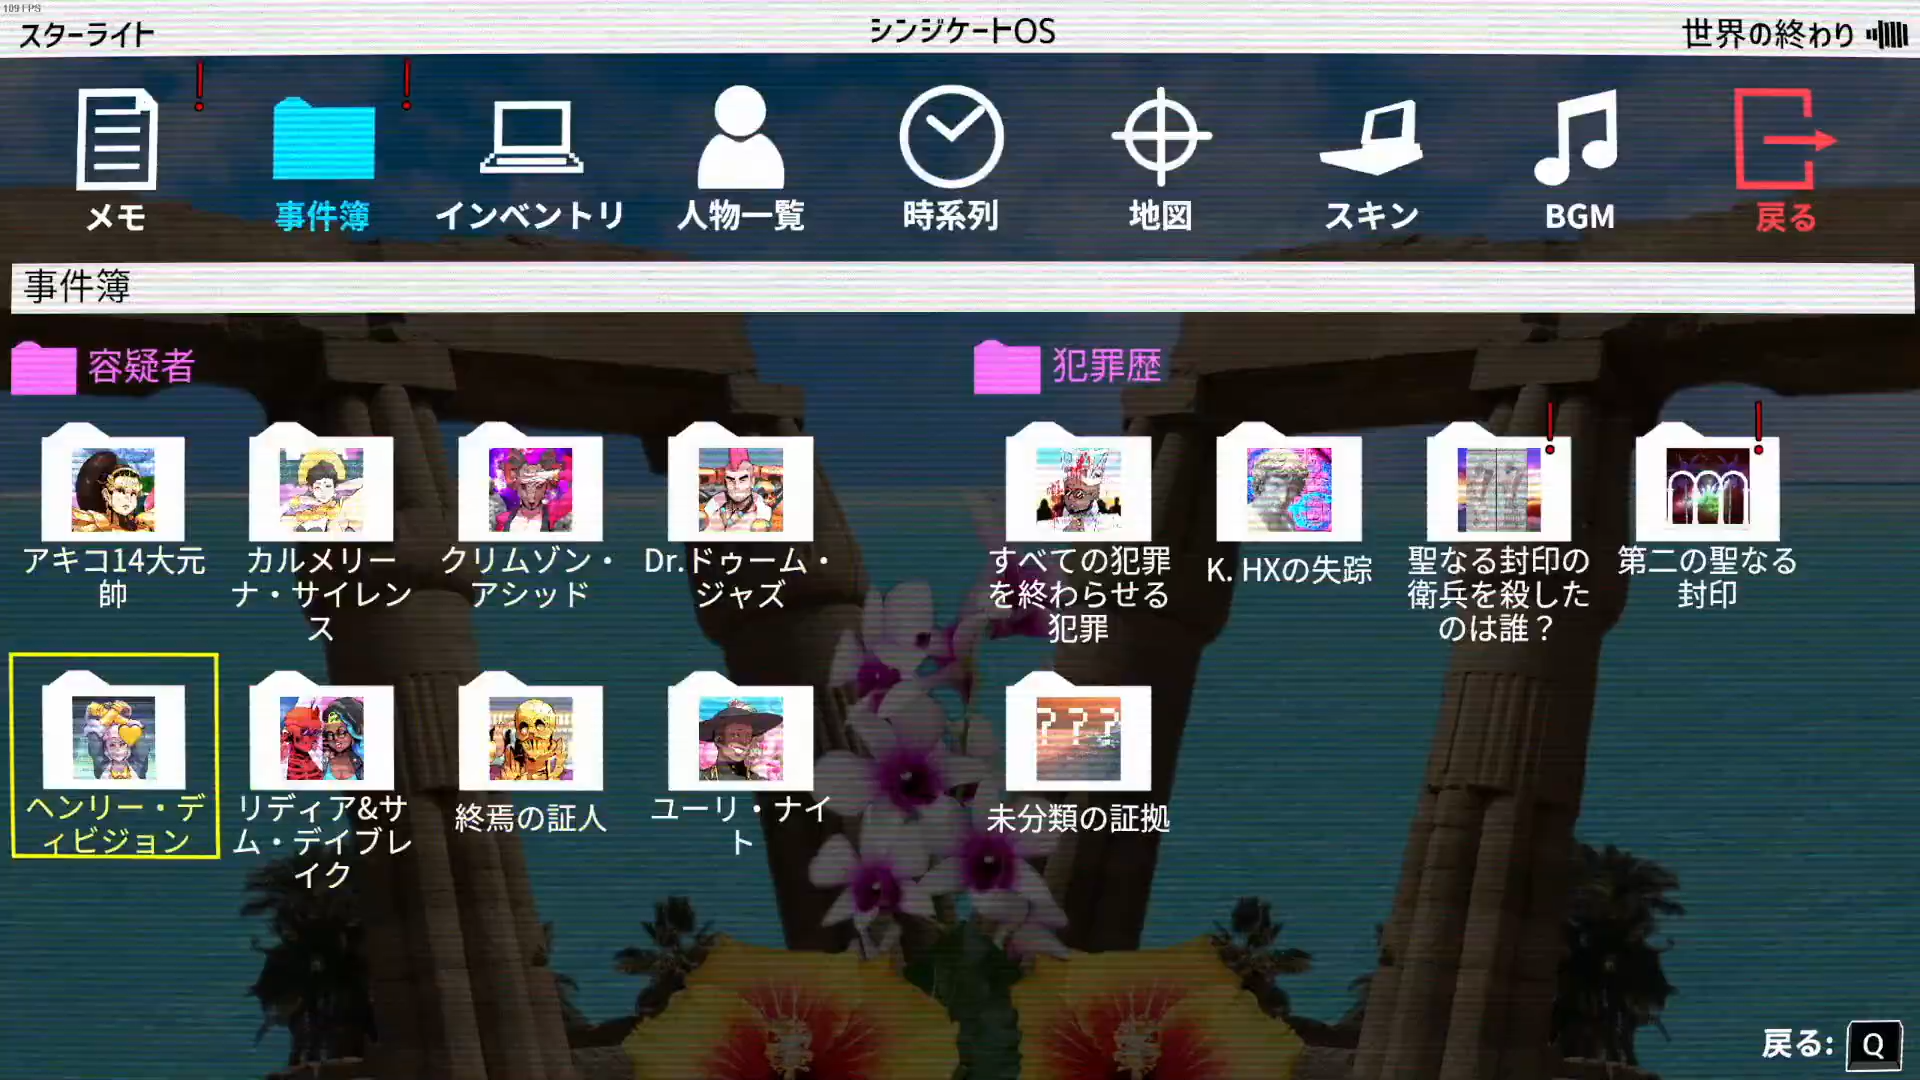 109 FPS
スターライト
シンジケートOS
世界の終わり
メモ
事件簿
インベントリ
人物一覧
時系列
地図
スキン
BGM
戻る
事件簿
容疑者
アキコ14大元
帥
カルメリー
ナ・サイレン
ス
クリムゾン・
アシッド
Dr.ドゥーム・
ジャズ
ヘンリー・デ
ィビジョン
リディア&サ
ム・デイブレ
イク
終焉の証人
ユーリ・ナイ
ト
犯罪歴
すべての犯罪
を終わらせる
犯罪
K. HXの失踪
聖なる封印の
衛兵を殺した
のは誰？
第二の聖なる
封印
???
未分類の証拠
戻る: Q